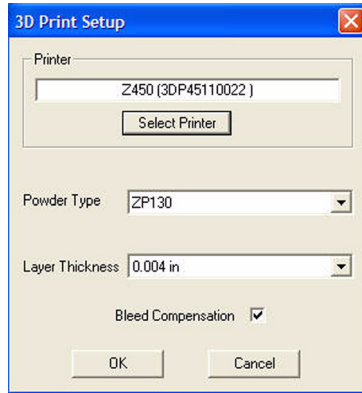 3D Print Setup
Printer
Z450 (3DP45110022 )
Select Printer
Powder Type ZP130
Layer Thickness 0.004 in
Bleed Compensation
OK Cancel